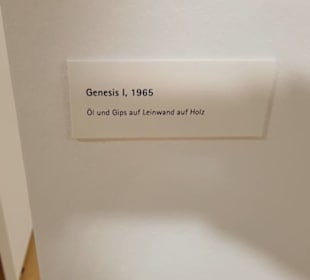 Genesis I, 1965
Öl und Gips auf Leinwand auf Holz